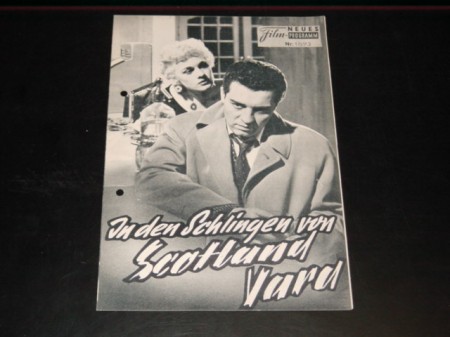 Film
NEUES
PROGRAMM
In den Schlingen von
Scotland
Yard